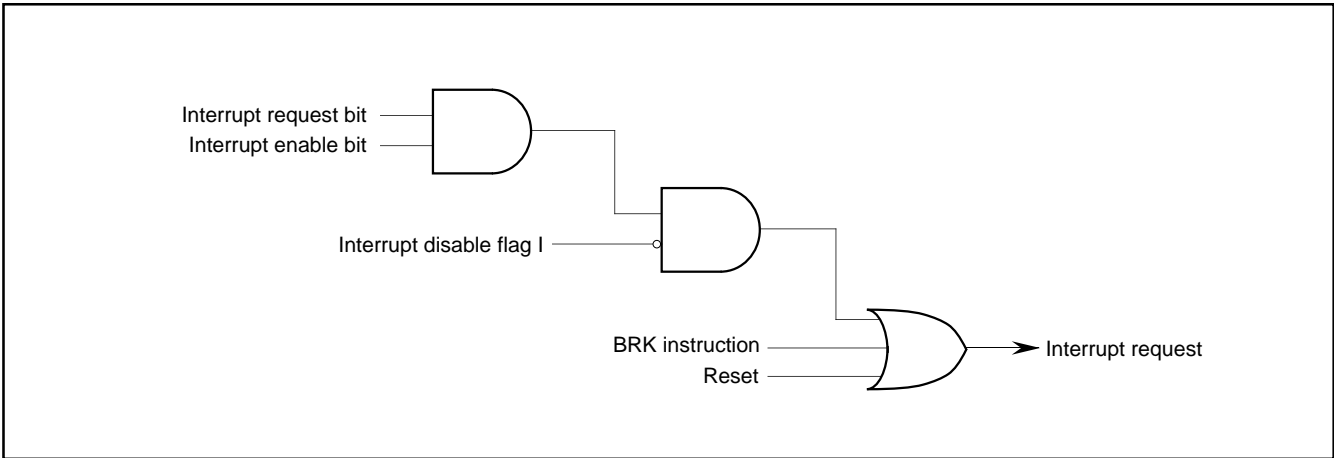 Interrupt request bit
Interrupt enable bit
Interrupt disable flag I
BRK instruction
Reset
Interrupt request